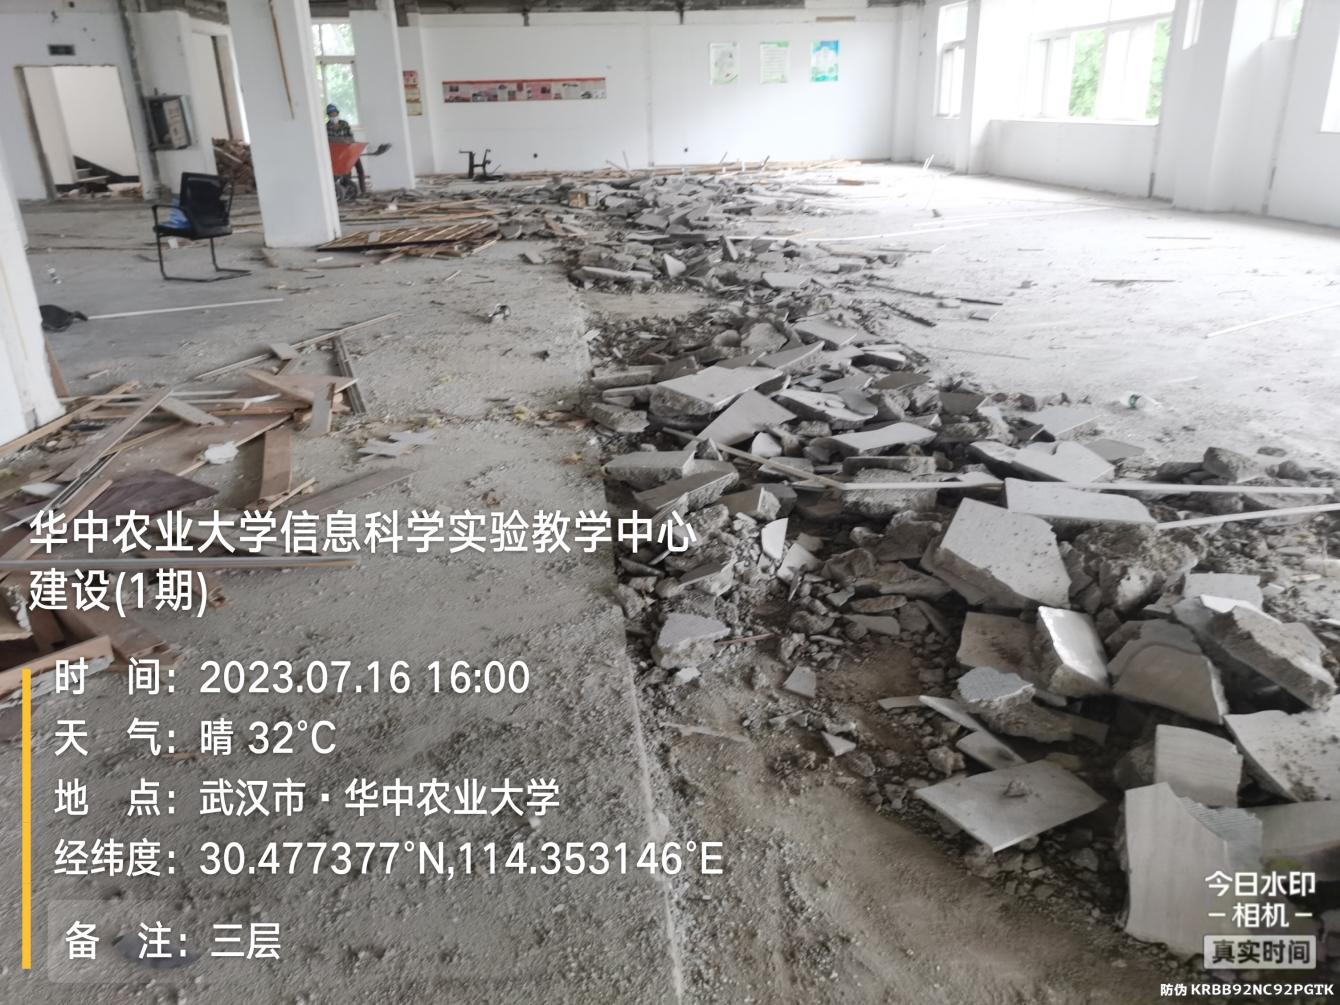 华中农业大学信息科学实验教学中心
建设(1期)
时 间：2023.07.16 16:00
天 气：晴 32°C
地 点：武汉市·华中农业大学
经纬度：30.477377°N,114.353146°E
备 注：三层
今日水印
-相机-
真实时间
防伪 KRBB92NC92PGTK